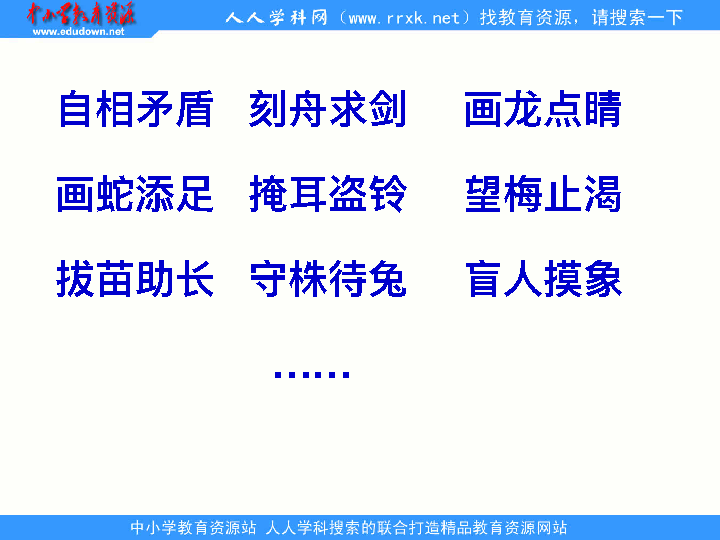 中小学教育资源
www.edudown.net
人人学科网（www.rrxk.net）找教育资源，请搜索一下
自相矛盾 刻舟求剑 画龙点睛
画蛇添足 掩耳盗铃 望梅止渴
拔苗助长 守株待兔 盲人摸象
……
中小学教育资源站 人人学科搜索的联合打造精品教育资源网站